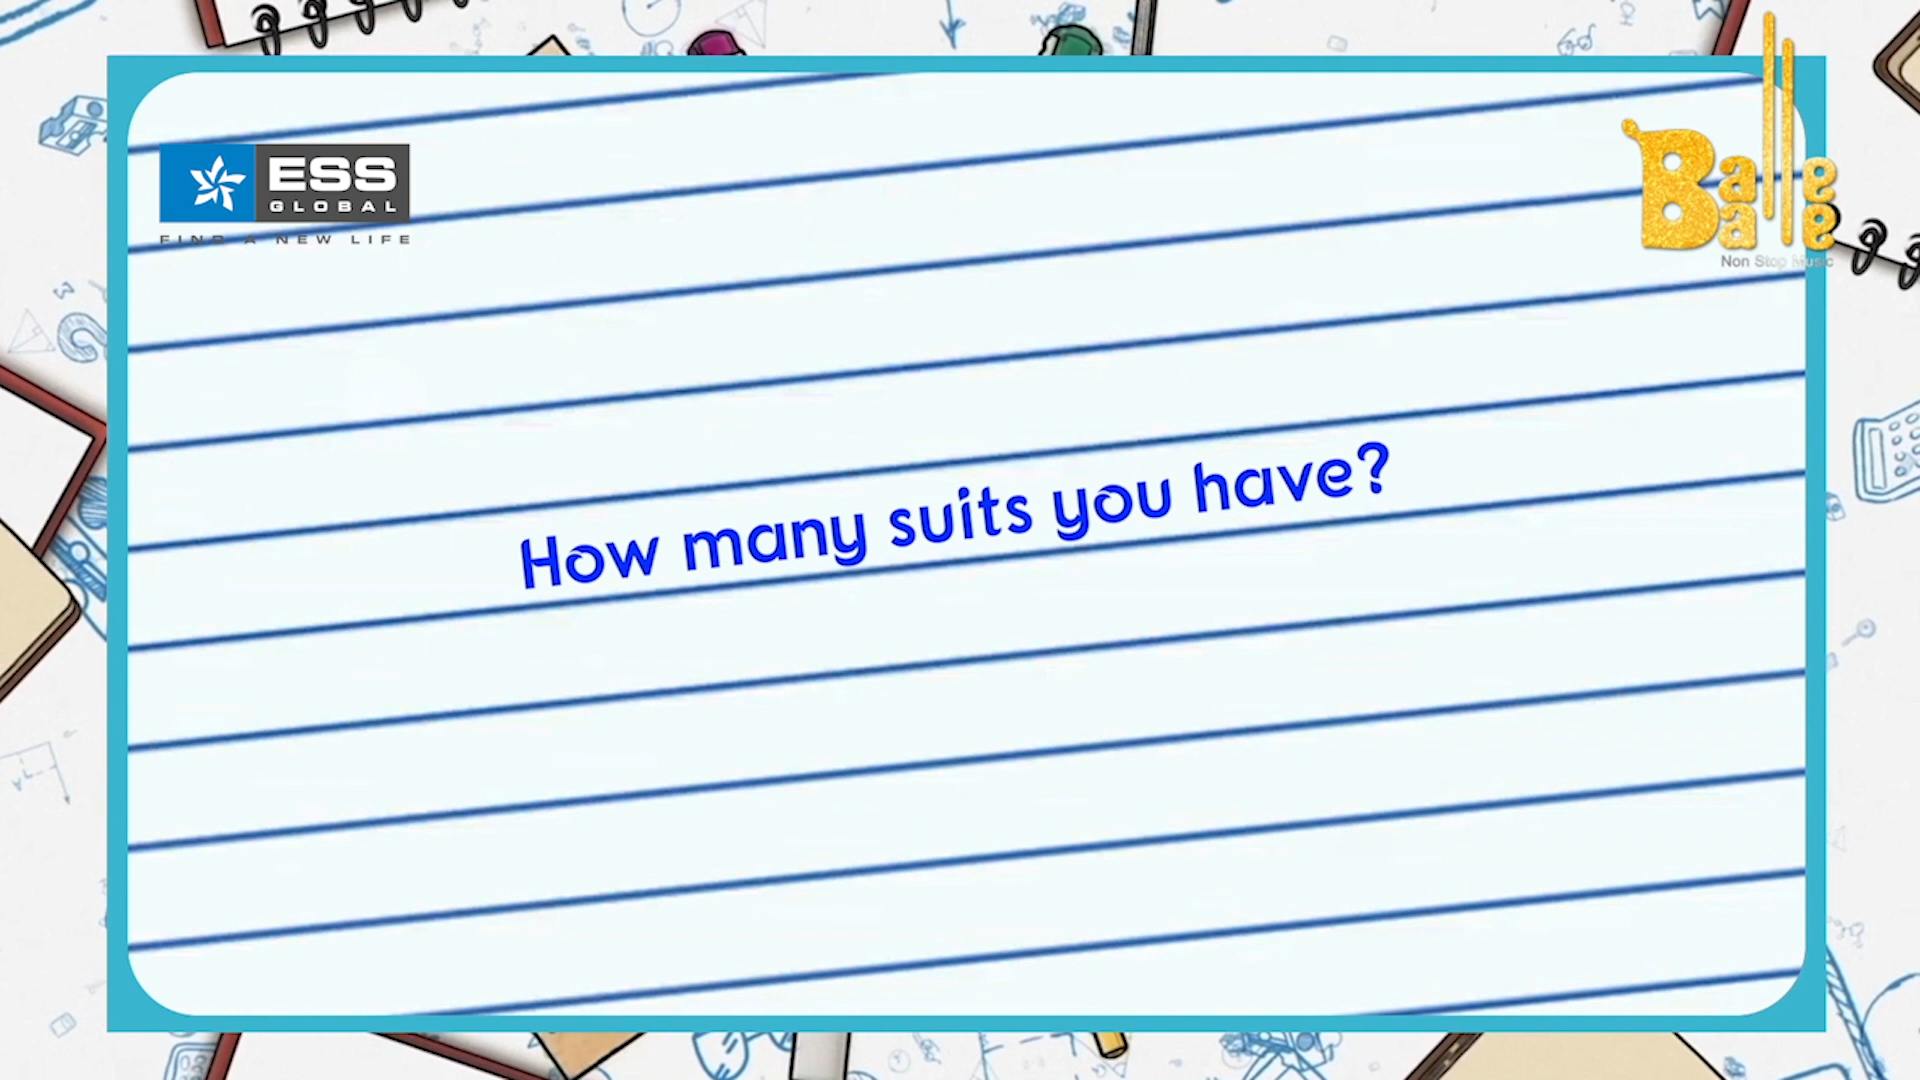 ESS
GLOBAL
FIND A NEW LIFE
Balle
Balle
Non Stop Music
How many suits you have?